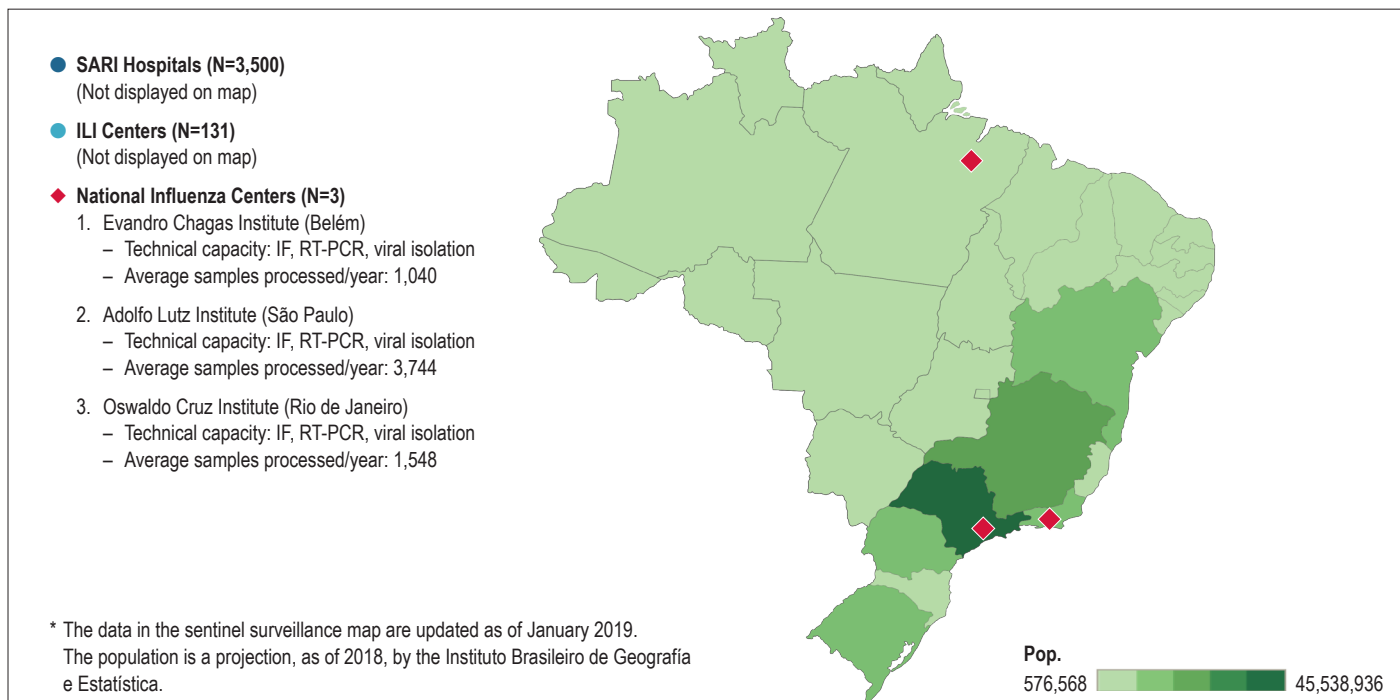 SARI Hospitals (N=3,500)
(Not displayed on map)
ILI Centers (N=131)
(Not displayed on map)
National Influenza Centers (N=3)
1. Evandro Chagas Institute (Belém)
– Technical capacity: IF, RT-PCR, viral isolation
– Average samples processed/year: 1,040
2. Adolfo Lutz Institute (São Paulo)
– Technical capacity: IF, RT-PCR, viral isolation
– Average samples processed/year: 3,744
3. Oswaldo Cruz Institute (Rio de Janeiro)
– Technical capacity: IF, RT-PCR, viral isolation
– Average samples processed/year: 1,548
* The data in the sentinel surveillance map are updated as of January 2019.
The population is a projection, as of 2018, by the Instituto Brasileiro de Geografía
e Estatística.
Pop.
576,568 45,538,936